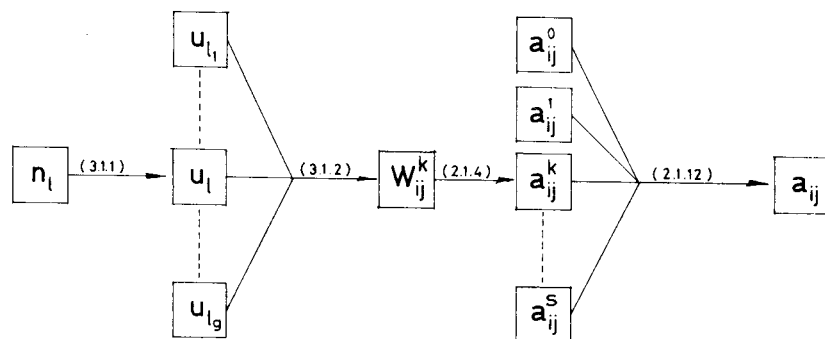 u_{l_1} a_{ij}^{0}
a_{ij}^{1}
n_l (3.1.1) u_l (3.1.2) W_{ij}^{k} (2.1.4) a_{ij}^{k} (2.1.12) a_{ij}
u_{l_g} a_{ij}^{s}